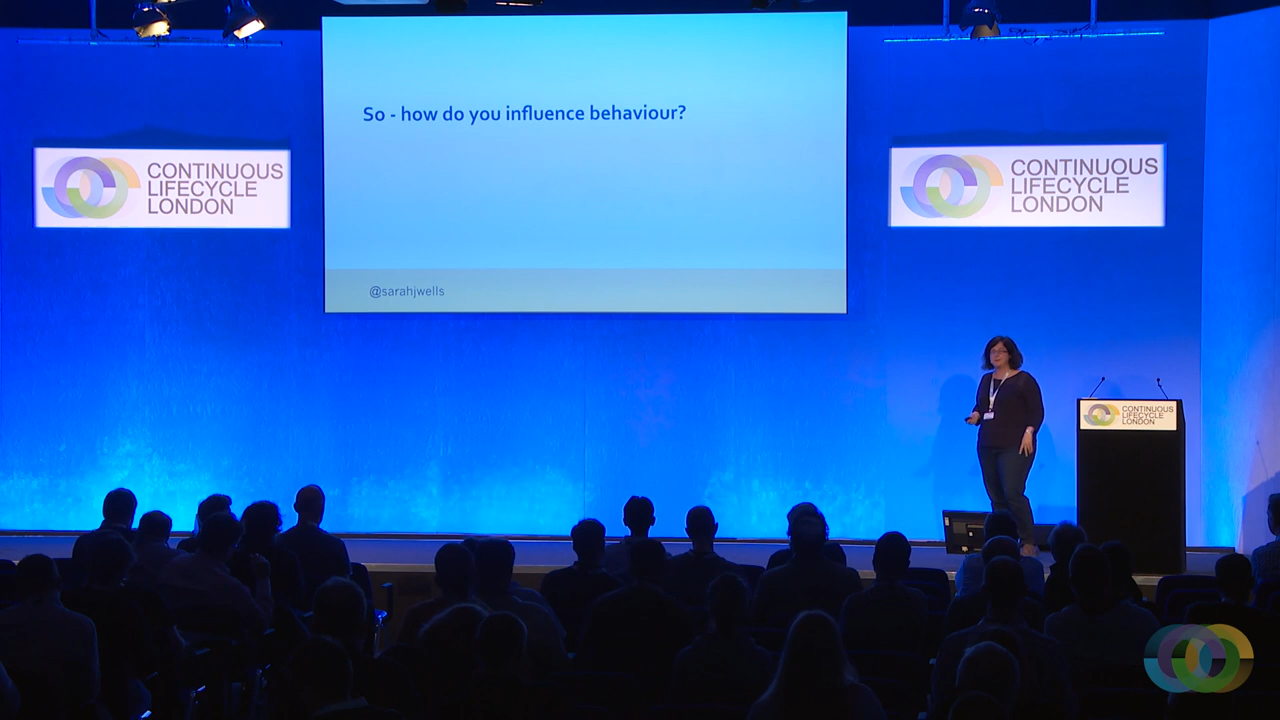 So - how do you influence behaviour?
@sarahjwells
CONTINUOUS
LIFECYCLE
LONDON
CONTINUOUS
LIFECYCLE
LONDON
CONTINUOUS
LIFECYCLE
LONDON